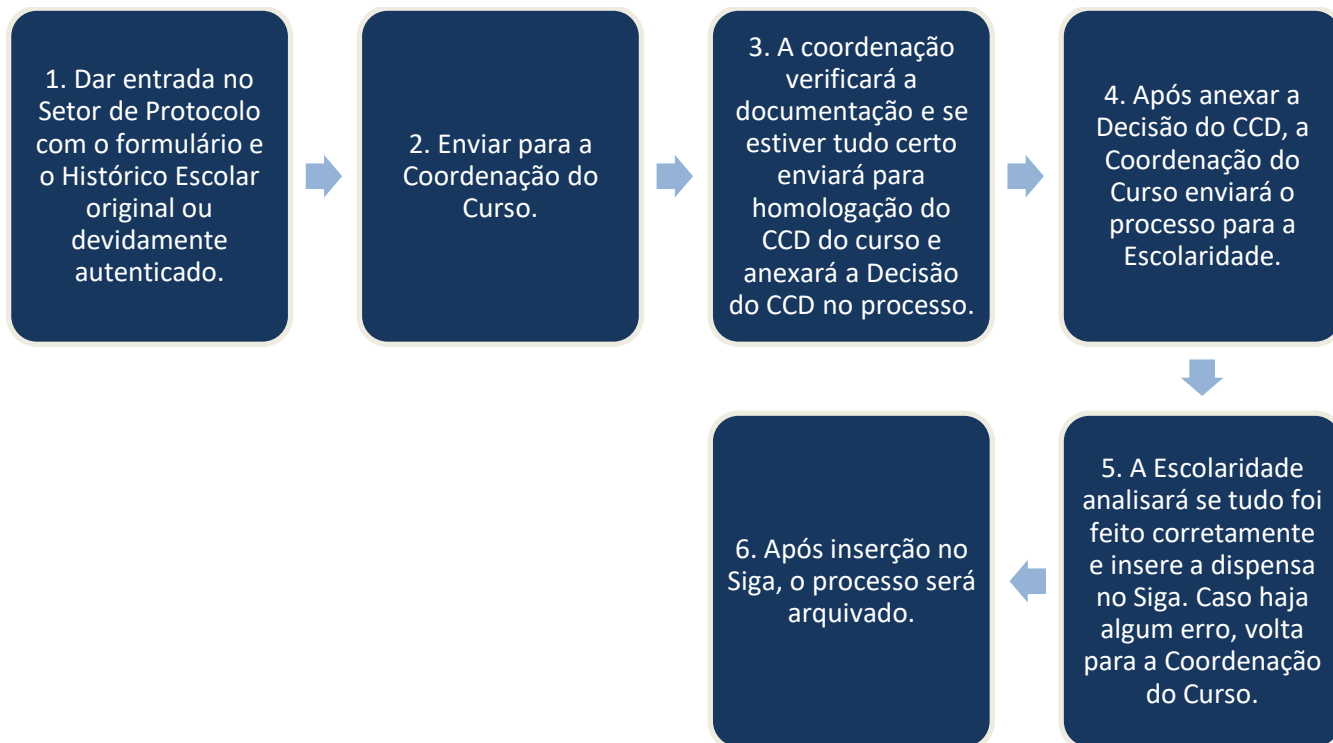 1. Dar entrada no
Setor de Protocolo
com o formulário e
o Histórico Escolar
original ou
devidamente
autenticado.
2. Enviar para a
Coordenação do
Curso.
3. A coordenação
verificará a
documentação e se
estiver tudo certo
enviará para
homologação do
CCD do curso e
anexará a Decisão
do CCD no processo.
4. Após anexar a
Decisão do CCD, a
Coordenação do
Curso enviará o
processo para a
Escolaridade.
5. A Escolaridade
analisará se tudo foi
feito corretamente
e insere a dispensa
no Siga. Caso haja
algum erro, volta
para a Coordenação
do Curso.
6. Após inserção no
Siga, o processo será
arquivado.